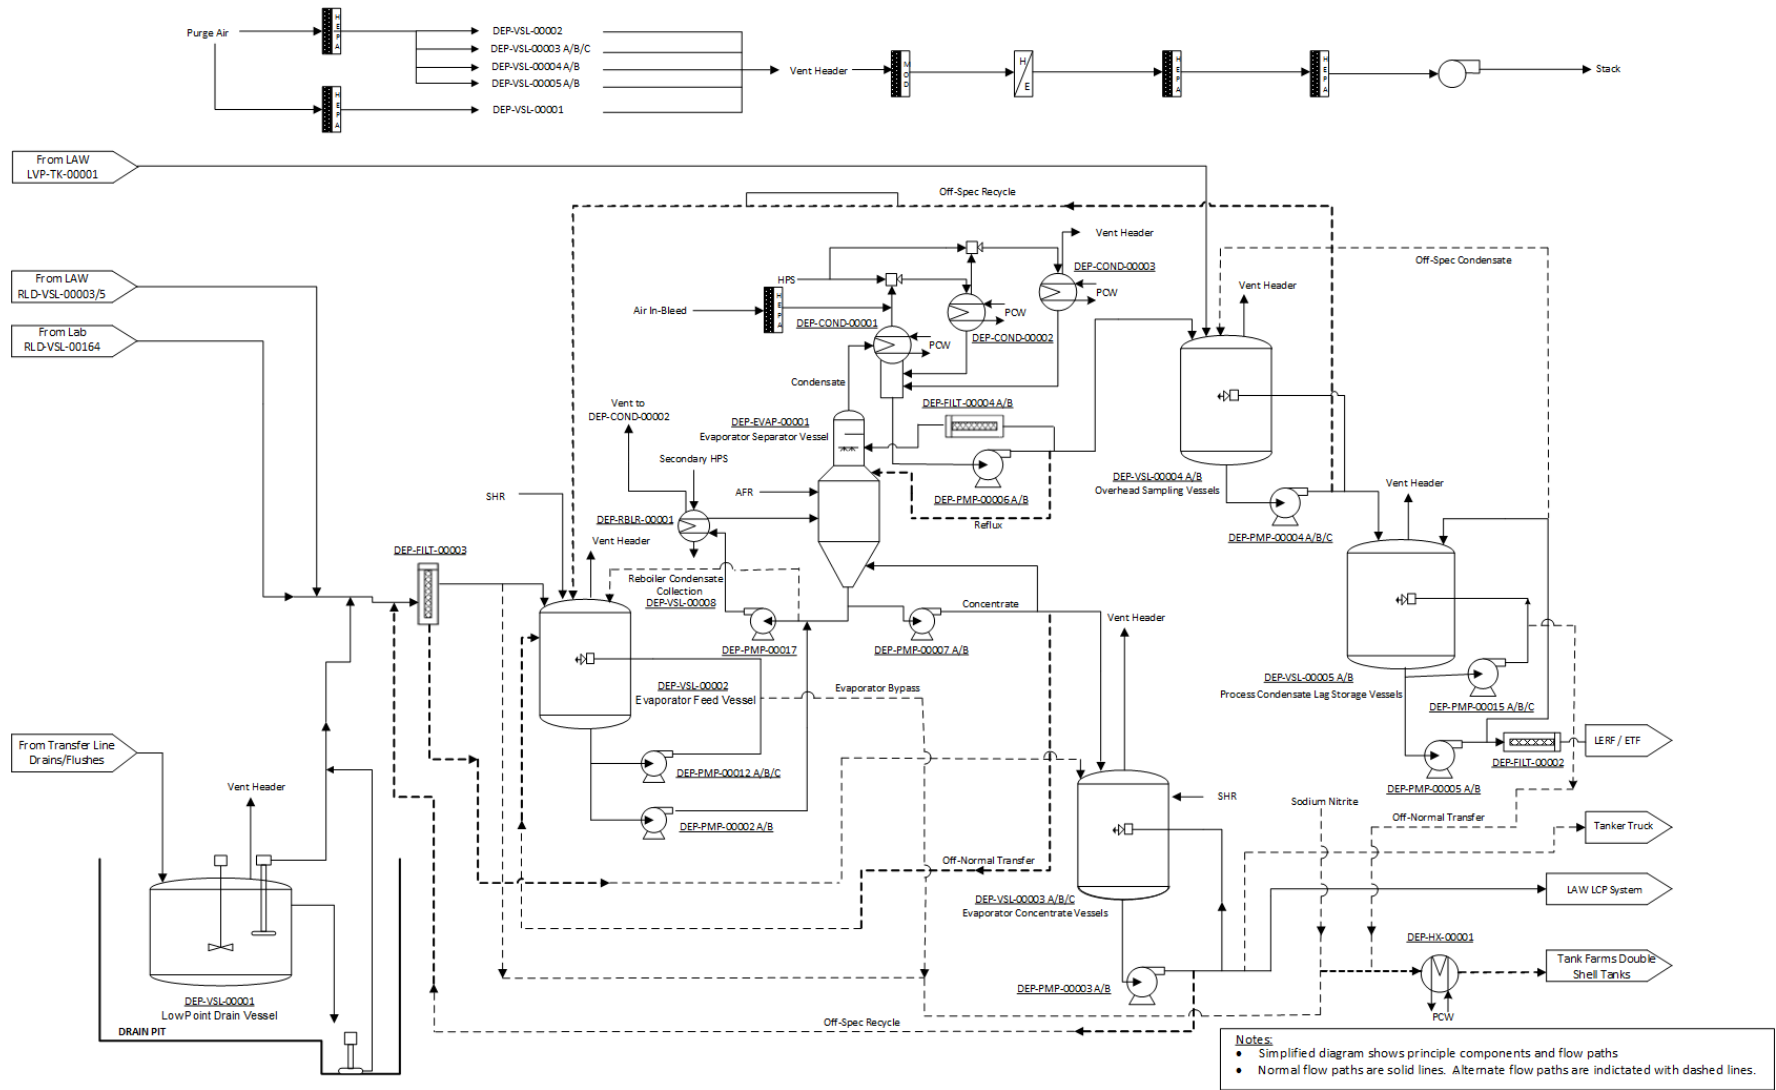 Purge Air
HEPA
HEPA
DEP-VSL-00002
DEP-VSL-00003 A/B/C
DEP-VSL-00004 A/B
DEP-VSL-00005 A/B
DEP-VSL-00001
Vent Header
MOD
H/E
HEPA
HEPA
Stack
From LAW
LVP-TK-00001
Off-Spec Recycle
Vent Header
DEP-COND-00003
HPS
PCW
Off-Spec Condensate
From LAW
RLD-VSL-00003/5
Vent Header
Air In-Bleed
HEPA
DEP-COND-00001
PCW
PCW
DEP-COND-00002
From Lab
RLD-VSL-00164
Condensate
Vent to
DEP-COND-00002
DEP-FILT-00004 A/B
DEP-EVAP-00001
Evaporator Separator Vessel
Secondary HPS
SHR
AFR
DEP-PMP-00006 A/B
DEP-VSL-00004 A/B
Overhead Sampling Vessels
Vent Header
DEP-RBLR-00001
Reflux
DEP-PMP-00004 A/B/C
DEP-FILT-00003
Vent Header
Reboiler Condensate
Collection
DEP-VSL-00008
Concentrate
Vent Header
DEP-PMP-00017
DEP-PMP-00007 A/B
DEP-VSL-00002
Evaporator Feed Vessel
Evaporator Bypass
DEP-VSL-00005 A/B
Process Condensate Lag Storage Vessels
DEP-PMP-00015 A/B/C
From Transfer Line
Drains/Flushes
LERF / ETF
DEP-FILT-00002
DEP-PMP-00012 A/B/C
DEP-PMP-00005 A/B
Vent Header
SHR
Sodium Nitrite
Off-Normal Transfer
Tanker Truck
DEP-PMP-00002 A/B
Off-Normal Transfer
LAW LCP System
DEP-VSL-00003 A/B/C
Evaporator Concentrate Vessels
DEP-HX-00001
Tank Farms Double
Shell Tanks
DEP-PMP-00003 A/B
PCW
DEP-VSL-00001
Low Point Drain Vessel
DRAIN PIT
Off-Spec Recycle
Notes:
• Simplified diagram shows principle components and flow paths
• Normal flow paths are solid lines. Alternate flow paths are indictated with dashed lines.